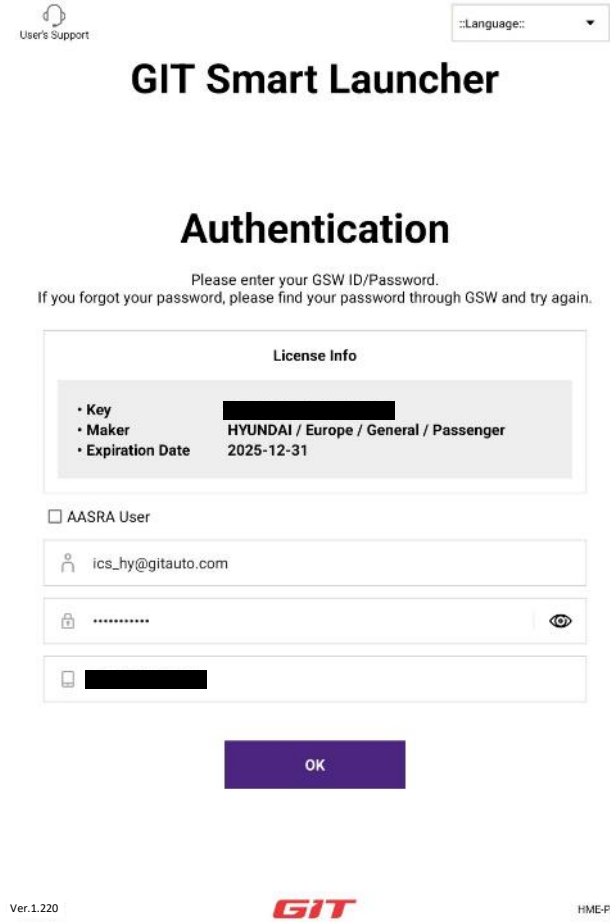 User's Support
::Language::
GIT Smart Launcher
Authentication
Please enter your GSW ID/Password.
If you forgot your password, please find your password through GSW and try again.
License Info
• Key
• Maker HYUNDAI / Europe / General / Passenger
• Expiration Date 2025-12-31
AASRA User
ics_hy@gitauto.com
•••••••••••
OK
Ver.1.220 GIT HME-P